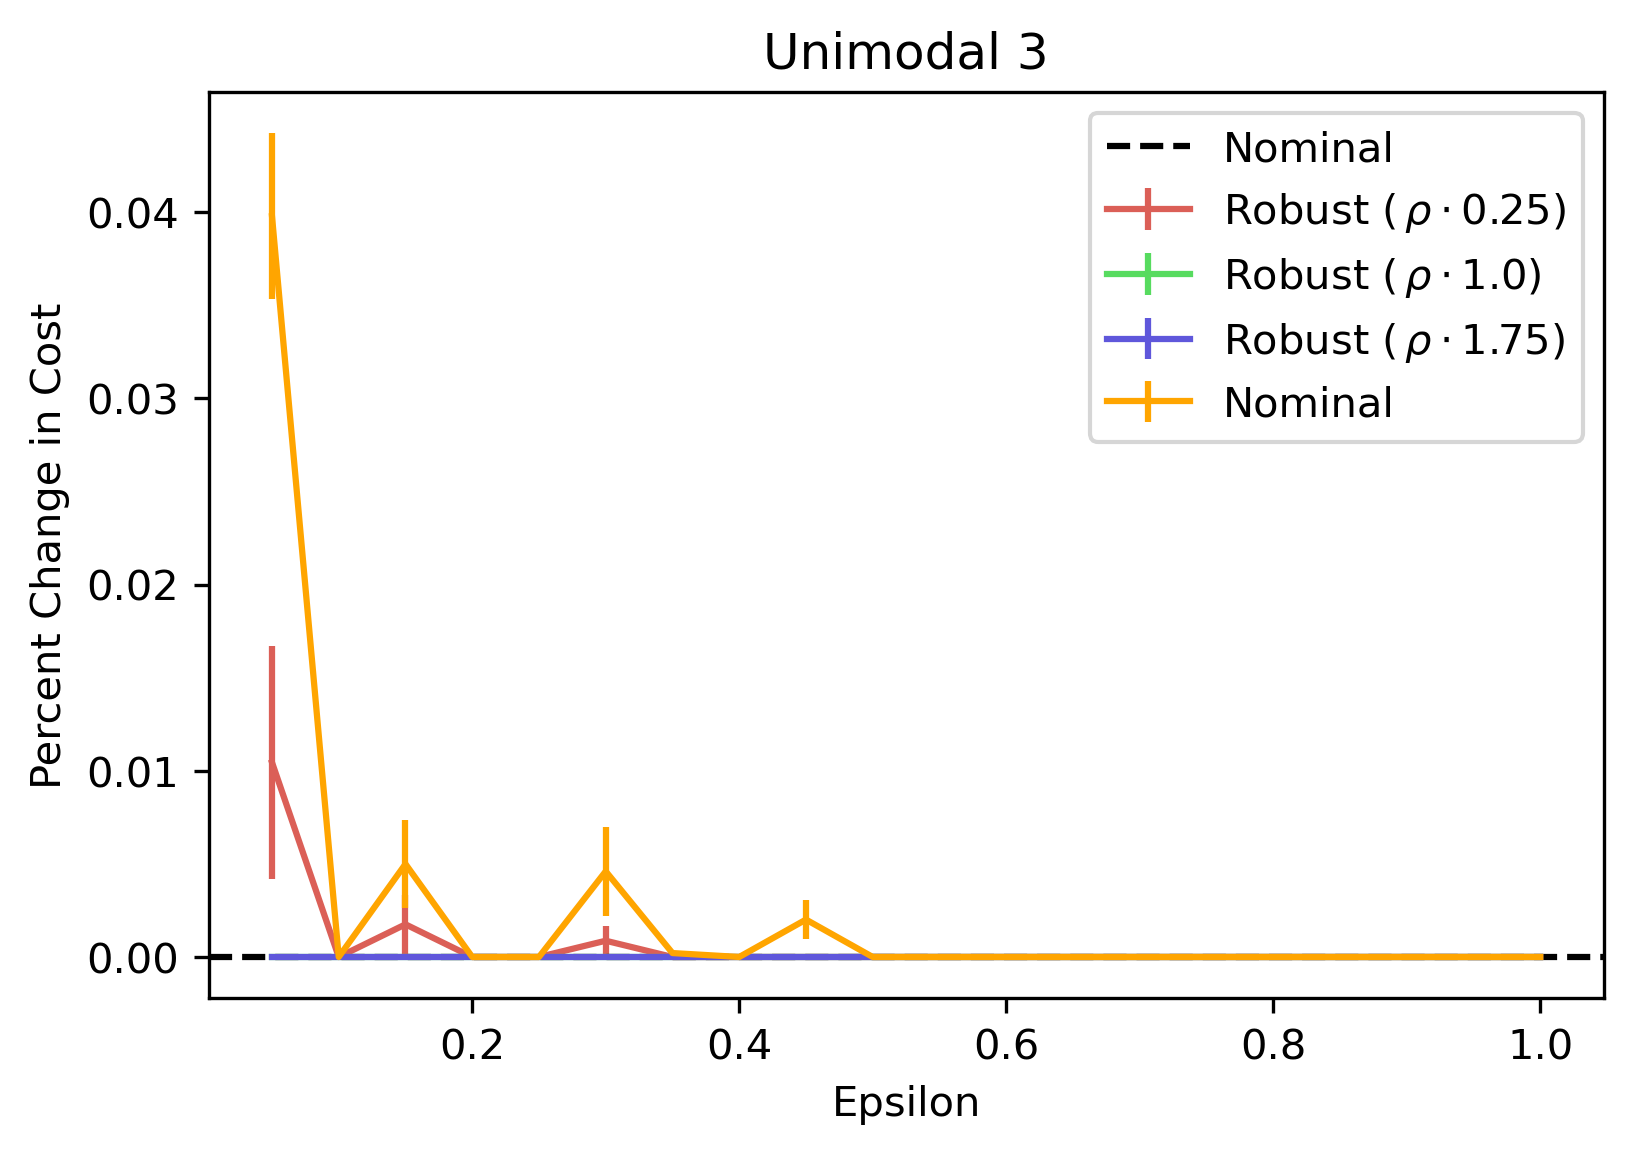 Unimodal 3
Percent Change in Cost
0.04
0.03
0.02
0.01
0.00
Nominal
Robust (ρ · 0.25)
Robust (ρ · 1.0)
Robust (ρ · 1.75)
Nominal
0.2 0.4 0.6 0.8 1.0
Epsilon